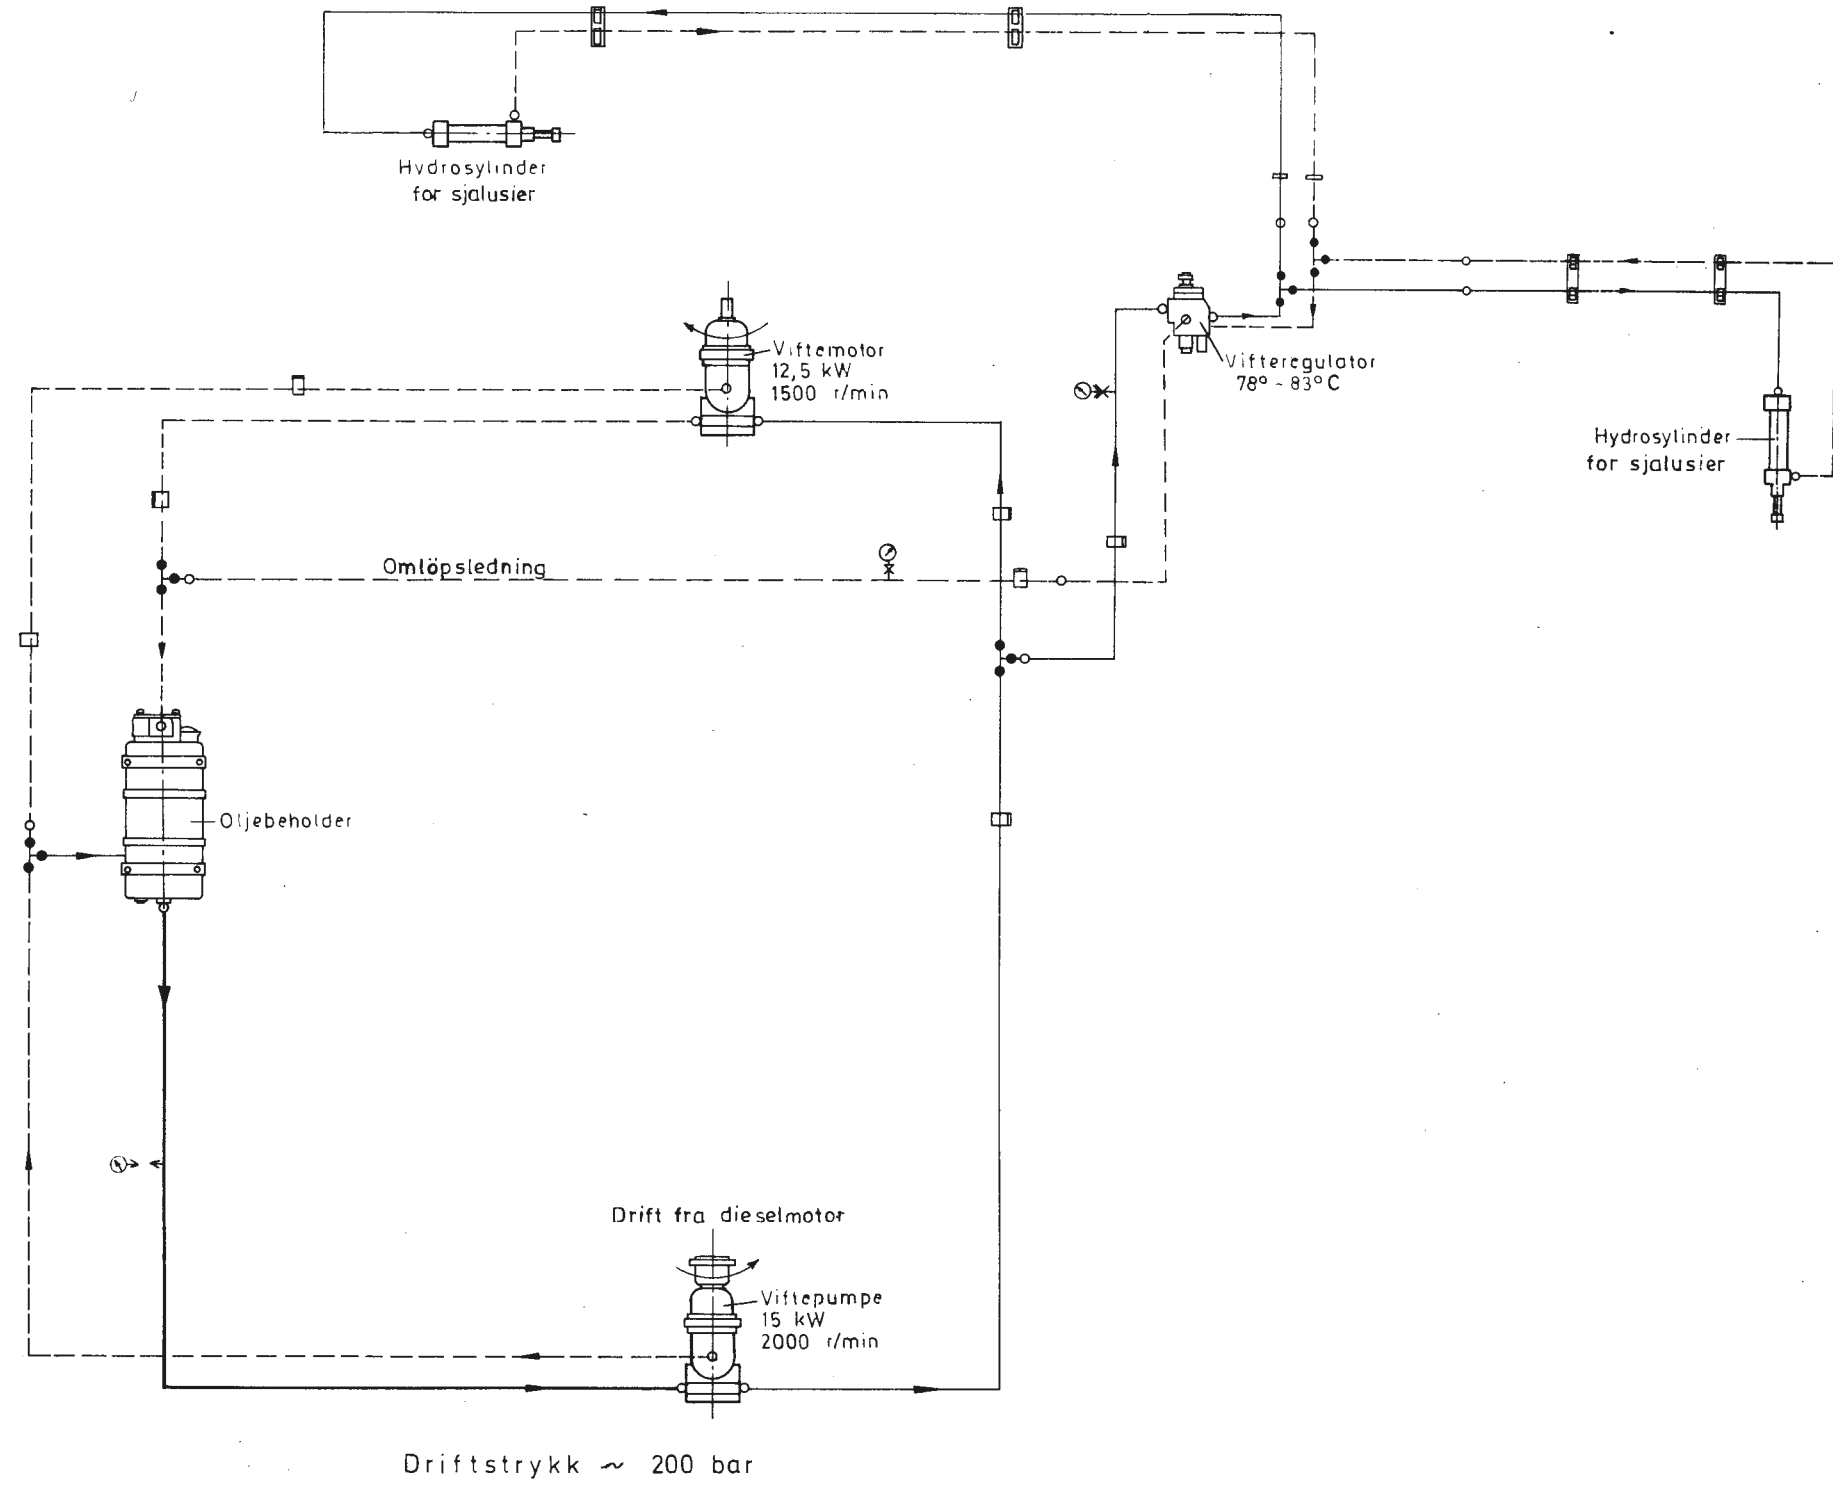 Hydrosylinder
for sjalusier
Viftemotor
12,5 kW
1500 r/min
Vifteregulator
78° - 83° C
Hydrosylinder
for sjalusier
Omlöpsledning
Oljebeholder
Drift fra dieselmotor
Viftepumpe
15 kW
2000 r/min
Driftstrykk ~ 200 bar